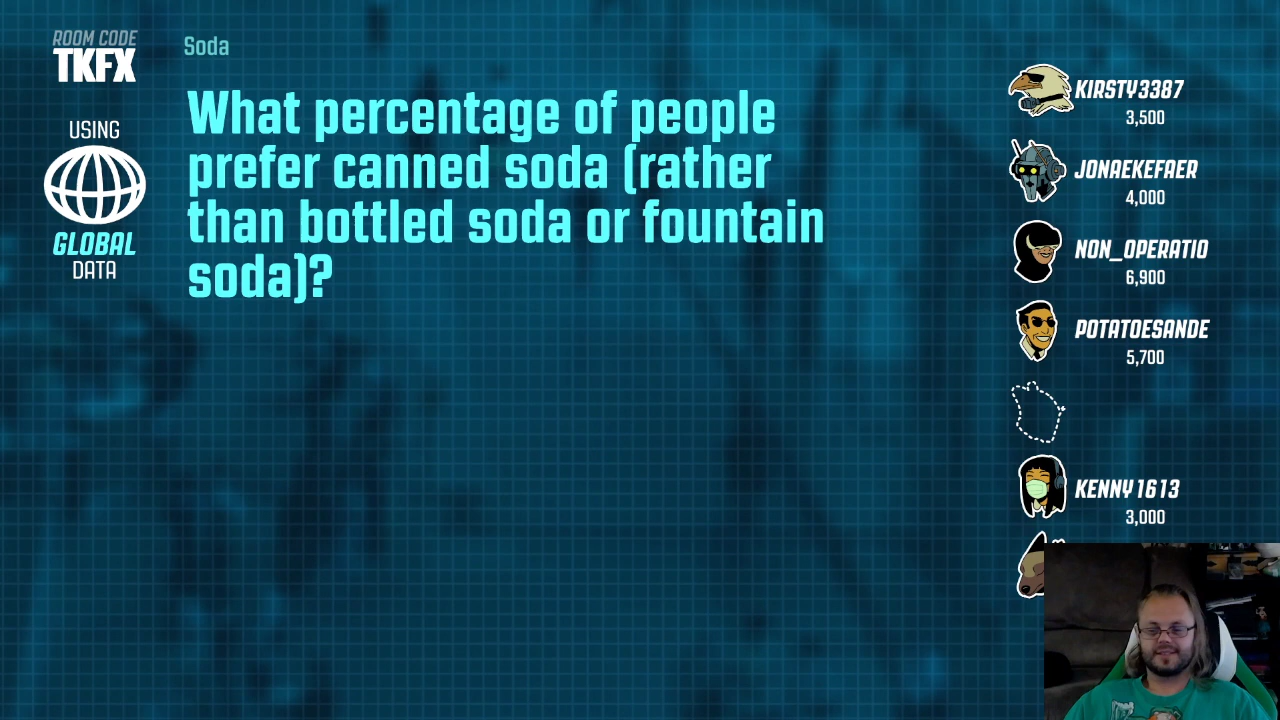 ROOM CODE
TKFX
USING
GLOBAL
DATA
Soda
What percentage of people
prefer canned soda (rather
than bottled soda or fountain
soda)?
KIRSTY3387
3,500
JONAEKEFAER
4,000
NON_OPERATIO
6,900
POTATOESANDE
5,700
KENNY1613
3,000